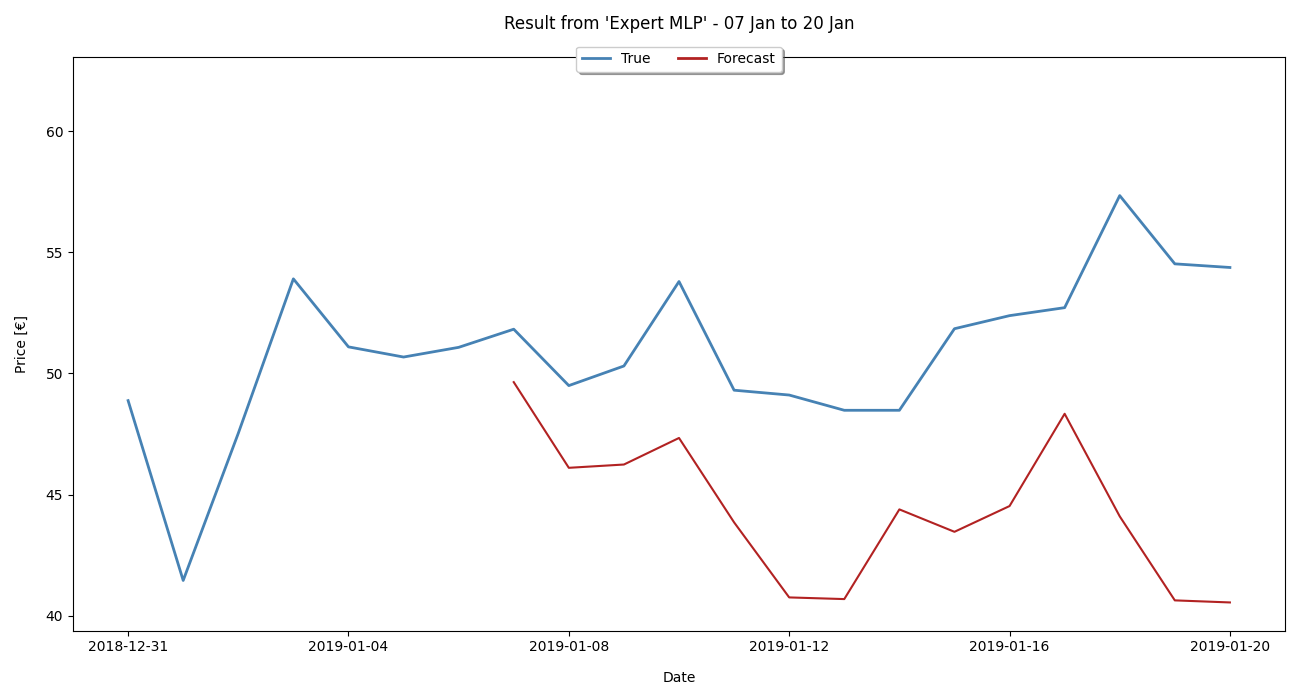 Result from 'Expert MLP' - 07 Jan to 20 Jan
True Forecast
60
55
50
45
40
Price [€]
2018-12-31 2019-01-04 2019-01-08 2019-01-12 2019-01-16 2019-01-20
Date